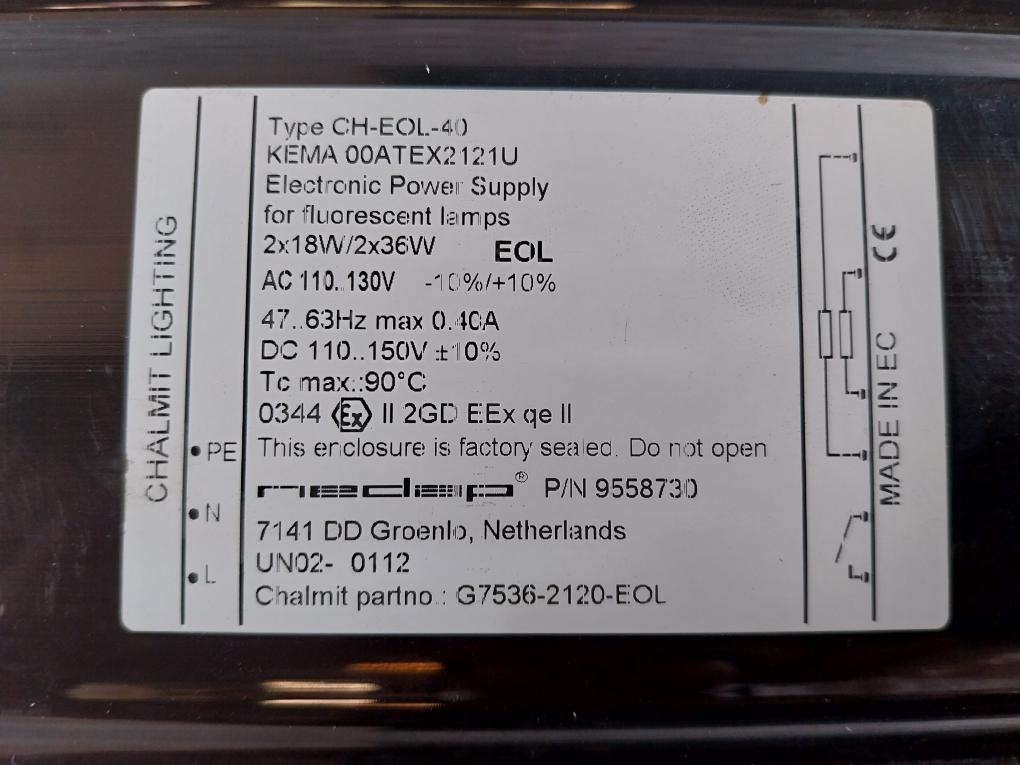 CHALMIT LIGHTING
PE
N
L
Type CH-EOL-40
KEMA 00ATEX2121U
Electronic Power Supply
for fluorescent lamps
2x18W/2x36W EOL
AC 110..130V -10%/+10%
47..63Hz max 0.40A
DC 110..150V ±10%
Tc max.:90°C
0344 Ex II 2GD EEx qe II
This enclosure is factory sealed. Do not open
nedap® P/N 9558730
7141 DD Groenlo, Netherlands
UN02- 0112
Chalmit partno.: G7536-2120-EOL
MADE IN EC CE